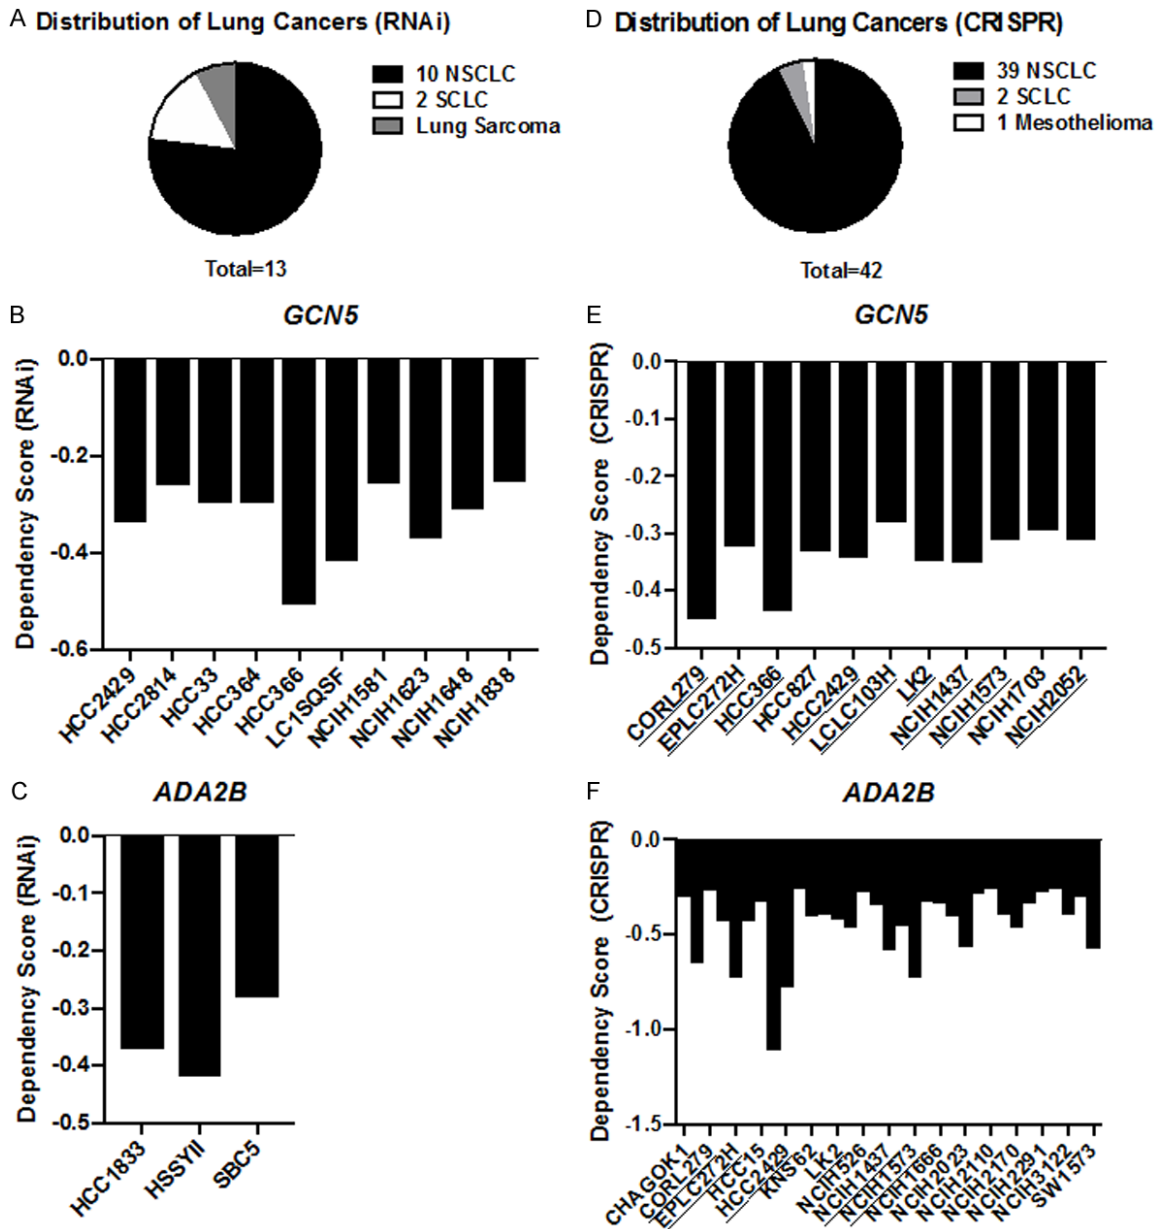 A Distribution of Lung Cancers (RNAi)
10 NSCLC
2 SCLC
Lung Sarcoma
Total=13
D Distribution of Lung Cancers (CRISPR)
39 NSCLC
2 SCLC
1 Mesothelioma
Total=42
B GCN5
Dependency Score (RNAi)
0.0
-0.2
-0.4
-0.6
HCC2429
HCC2814
HCC33
HCC364
HCC366
LC1SQSF
NCIH1581
NCIH1623
NCIH1648
NCIH1838
E GCN5
Dependency Score (CRISPR)
0.0
-0.1
-0.2
-0.3
-0.4
-0.5
CORL279
EPLC272H
HCC366
HCC827
HCC2429
LCLC103H
LK2
NCIH1437
NCIH1573
NCIH1703
NCIH2052
C ADA2B
Dependency Score (RNAi)
0.0
-0.1
-0.2
-0.3
-0.4
-0.5
HCC1833
HSSYII
SBC5
F ADA2B
Dependency Score (CRISPR)
0.0
-0.5
-1.0
-1.5
CHAGOK1
CORL279
EPLC272H
HCC15
HCC2429
KNS62
LK2
NCIH526
NCIH1437
NCIH1573
NCIH1666
NCIH2023
NCIH2110
NCIH2170
NCIH2291
NCIH3122
SW1573